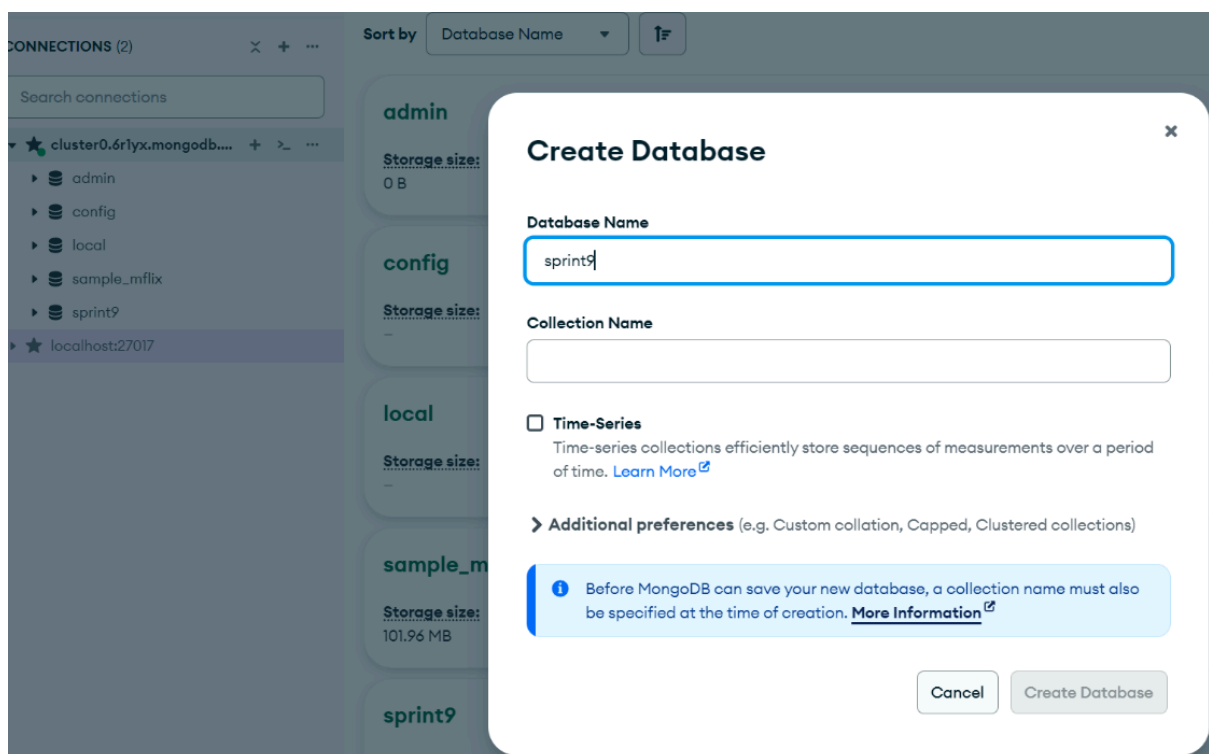 CONNECTIONS (2)
Search connections
cluster0.6r1yx.mongodb....
admin
config
local
sample_mflix
sprint9
localhost:27017
Sort by
Database Name
admin
Storage size:
0 B
config
Storage size:
–
local
Storage size:
–
sample_m
Storage size:
101.96 MB
sprint9
Create Database
Database Name
sprint9
Collection Name
Time-Series
Time-series collections efficiently store sequences of measurements over a period
of time. Learn More
Additional preferences (e.g. Custom collation, Capped, Clustered collections)
Before MongoDB can save your new database, a collection name must also
be specified at the time of creation. More Information
Cancel
Create Database